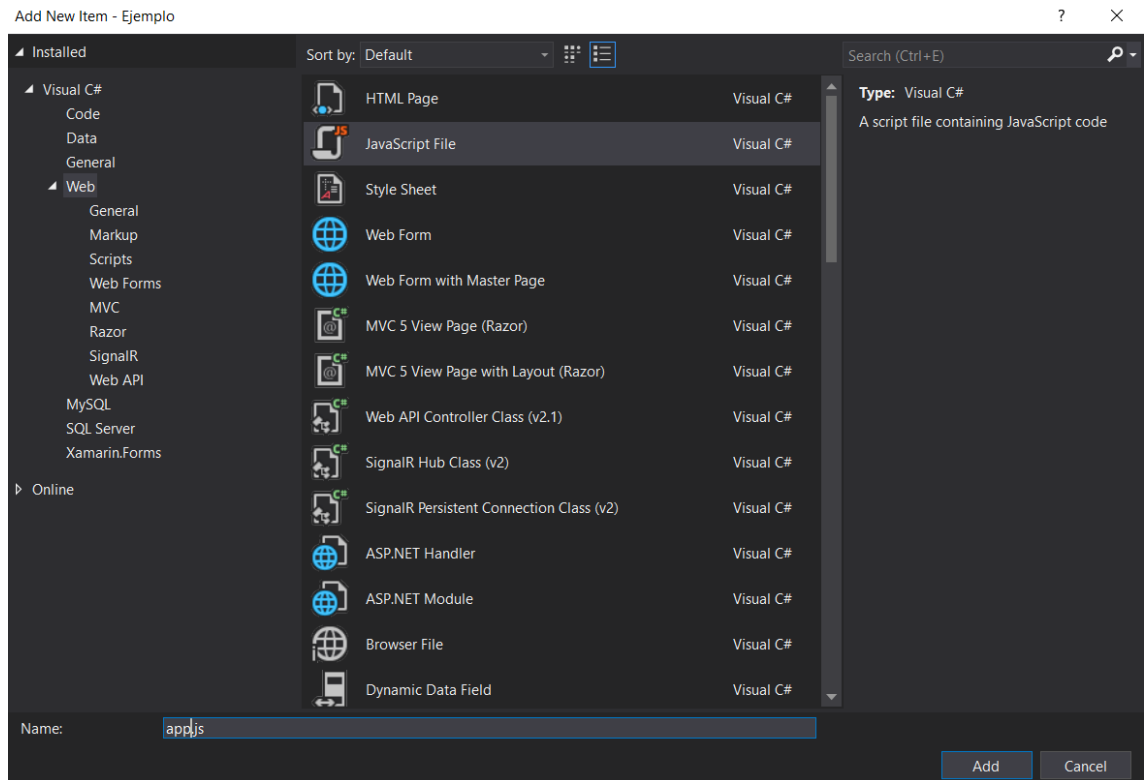 Add New Item - Ejemplo
? 
Installed
Sort by: Default
Search (Ctrl+E)
Visual C#
Code
Data
General
Web
General
Markup
Scripts
Web Forms
MVC
Razor
SignalR
Web API
MySQL
SQL Server
Xamarin.Forms
Online
HTML Page Visual C#
JavaScript File Visual C#
Style Sheet Visual C#
Web Form Visual C#
Web Form with Master Page Visual C#
MVC 5 View Page (Razor) Visual C#
MVC 5 View Page with Layout (Razor) Visual C#
Web API Controller Class (v2.1) Visual C#
SignalR Hub Class (v2) Visual C#
SignalR Persistent Connection Class (v2) Visual C#
ASP.NET Handler Visual C#
ASP.NET Module Visual C#
Browser File Visual C#
Dynamic Data Field Visual C#
Type: Visual C#
A script file containing JavaScript code
Name: app.js
Add Cancel